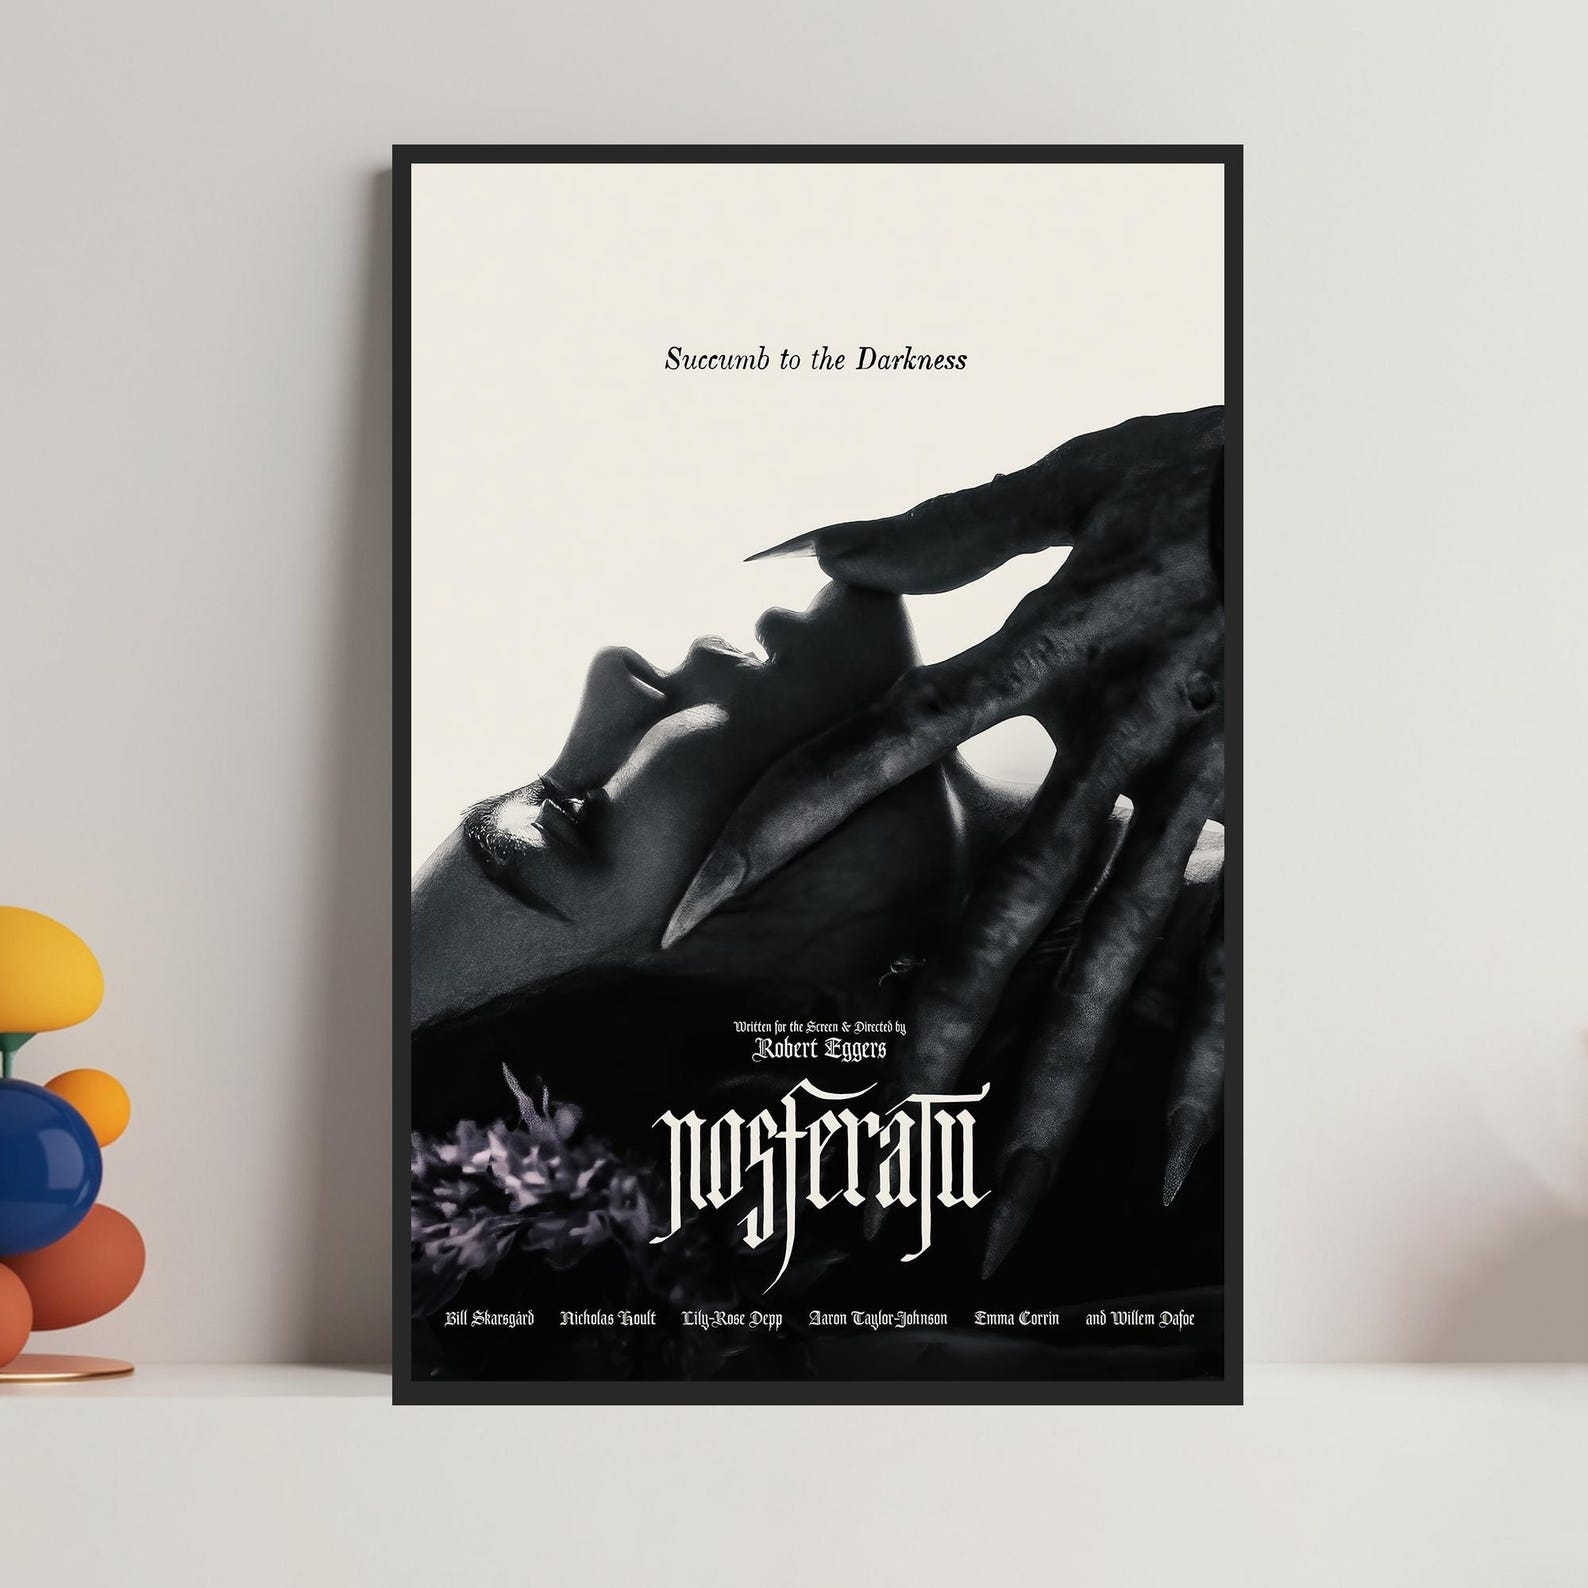 Succumb to the Darkness
Written for the Screen & Directed by
Robert Eggers
nosferatu
Bill Skarsgård Nicholas Hoult Lily-Rose Depp Aaron Taylor-Johnson Emma Corrin and Willem Dafoe